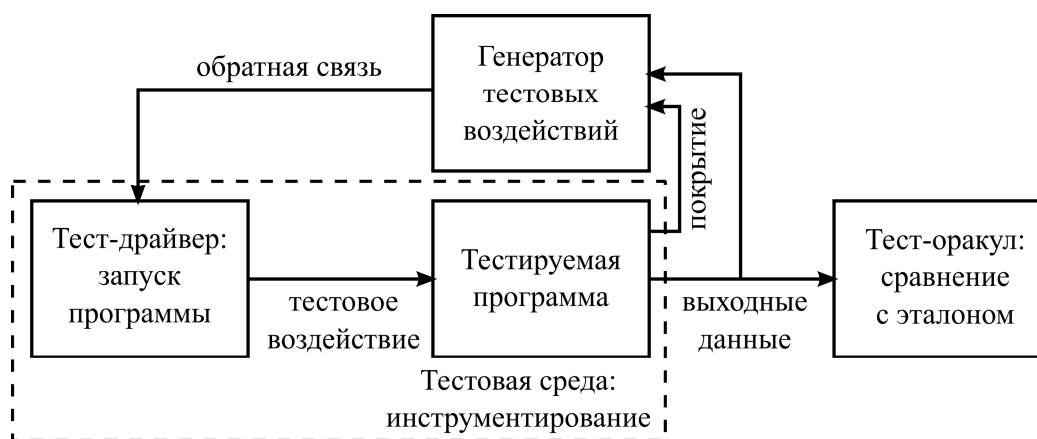 обратная связь
Генератор
тестовых
воздействий
покрытие
Тест-драйвер:
запуск
программы
тестовое
воздействие
Тестируемая
программа
выходные
данные
Тест-оракул:
сравнение
с эталоном
Тестовая среда:
инструментирование